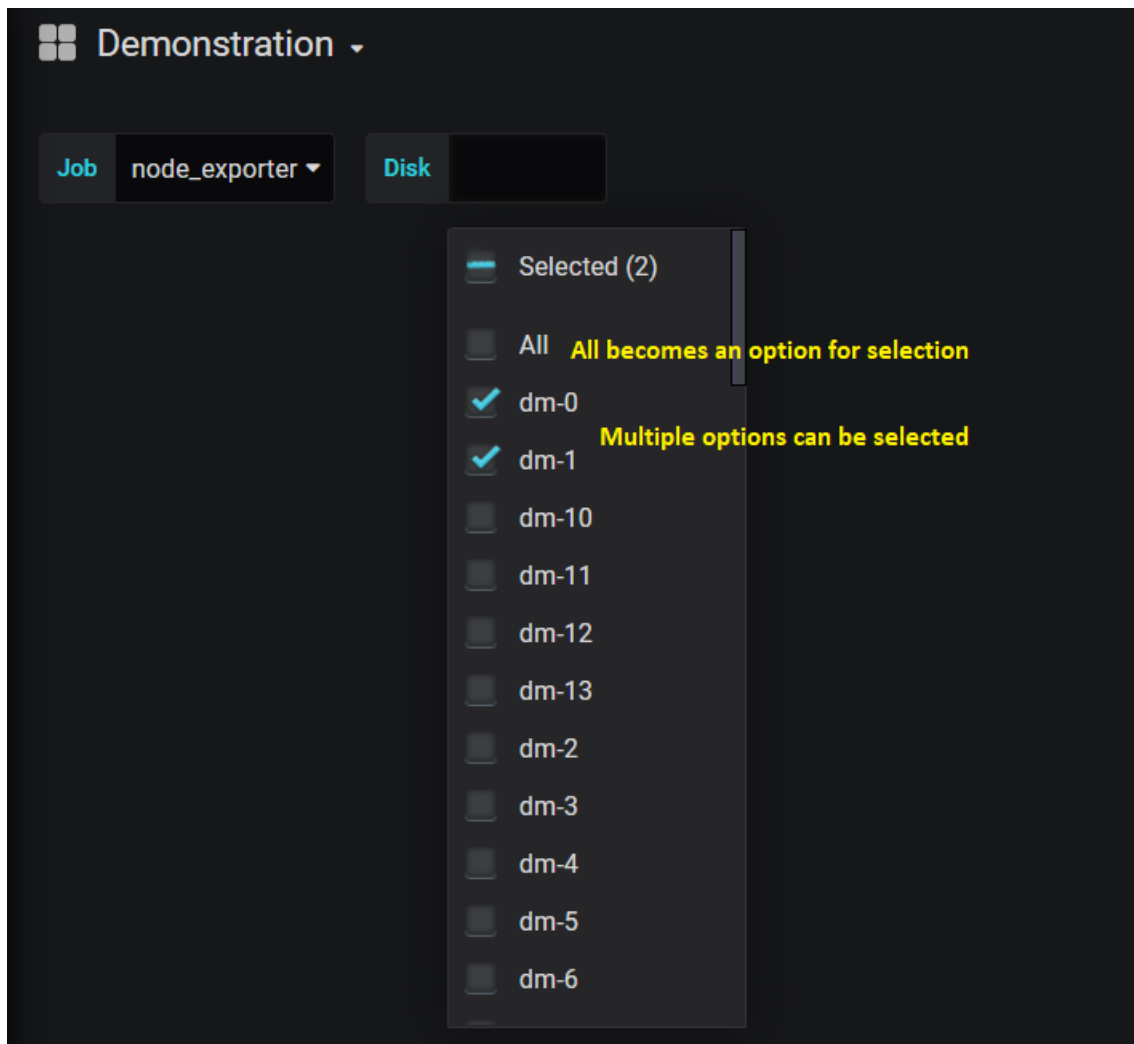 Demonstration
Job node_exporter Disk
Selected (2)
All All becomes an option for selection
dm-0
Multiple options can be selected
dm-1
dm-10
dm-11
dm-12
dm-13
dm-2
dm-3
dm-4
dm-5
dm-6